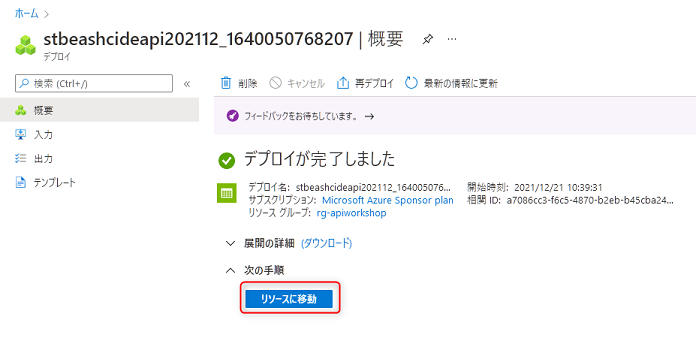 ホーム >
stbeashcideapi202112_1640050768207 | 概要 ...
デプロイ
検索 (Ctrl+/) «
概要
入力
出力
テンプレート
削除 キャンセル 再デプロイ 最新の情報に更新
フィードバックをお待ちしています。 →
デプロイが完了しました
デプロイ名: stbeashcideapi202112_164005076... 開始時刻: 2021/12/21 10:39:31
サブスクリプション: Microsoft Azure Sponsor plan 相関 ID: a7086cc3-f6c5-4870-b2eb-b45cba24...
リソース グループ: rg-apiworkshop
展開の詳細 (ダウンロード)
次の手順
リソースに移動